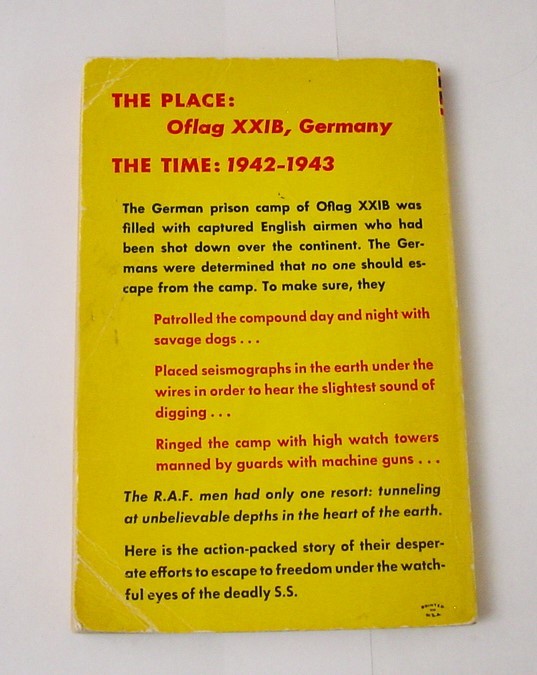 THE PLACE:
Oflag XXIB, Germany
THE TIME: 1942-1943
The German prison camp of Oflag XXIB was
filled with captured English airmen who had
been shot down over the continent. The Ger-
mans were determined that no one should es-
cape from the camp. To make sure, they
Patrolled the compound day and night with
savage dogs . . .
Placed seismographs in the earth under the
wires in order to hear the slightest sound of
digging . . .
Ringed the camp with high watch towers
manned by guards with machine guns . . .
The R.A.F. men had only one resort: tunneling
at unbelievable depths in the heart of the earth.
Here is the action-packed story of their desper-
ate efforts to escape to freedom under the watch-
ful eyes of the deadly S.S.
PRINTED
IN
U.S.A.